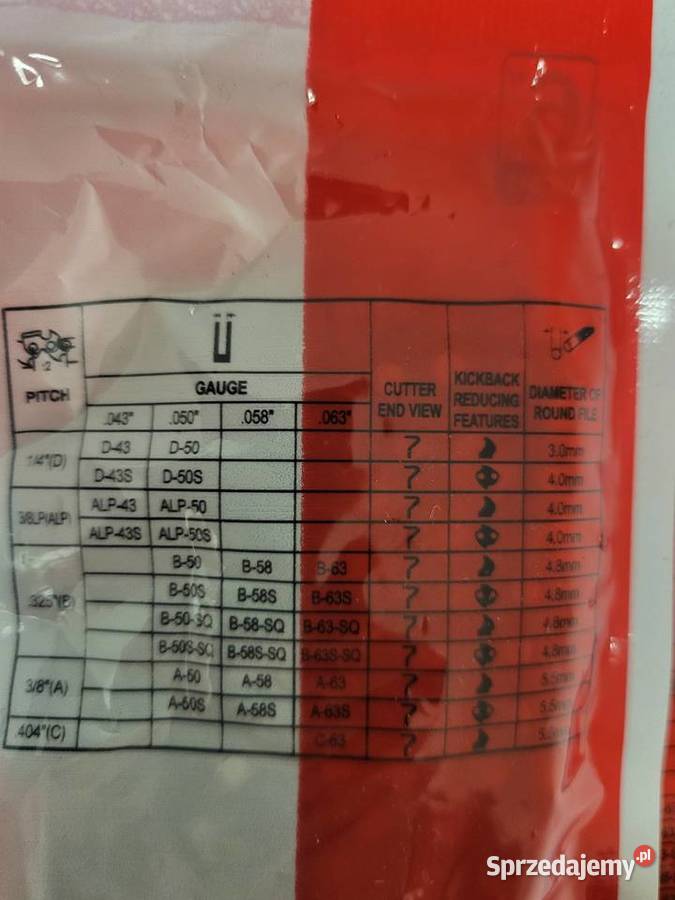 :2
PITCH
GAUGE
CUTTER END VIEW
KICKBACK REDUCING FEATURES
DIAMETER OF ROUND FILE
.043" .050" .058" .063"
1/4"(D) D-43 D-50 3.0mm
D-43S D-50S 4.0mm
3/8LP(ALP) ALP-43 ALP-50 4.0mm
ALP-43S ALP-50S 4.0mm
.325"(B) B-50 B-58 B-63 4.8mm
B-50S B-58S B-63S 4.8mm
B-50-SQ B-58-SQ B-63-SQ 4.8mm
B-50S-SQ B-58S-SQ B-63S-SQ 4.8mm
3/8"(A) A-50 A-58 A-63 5.5mm
A-50S A-58S A-63S 5.5mm
.404"(C) C-63
Sprzedajemy.pl